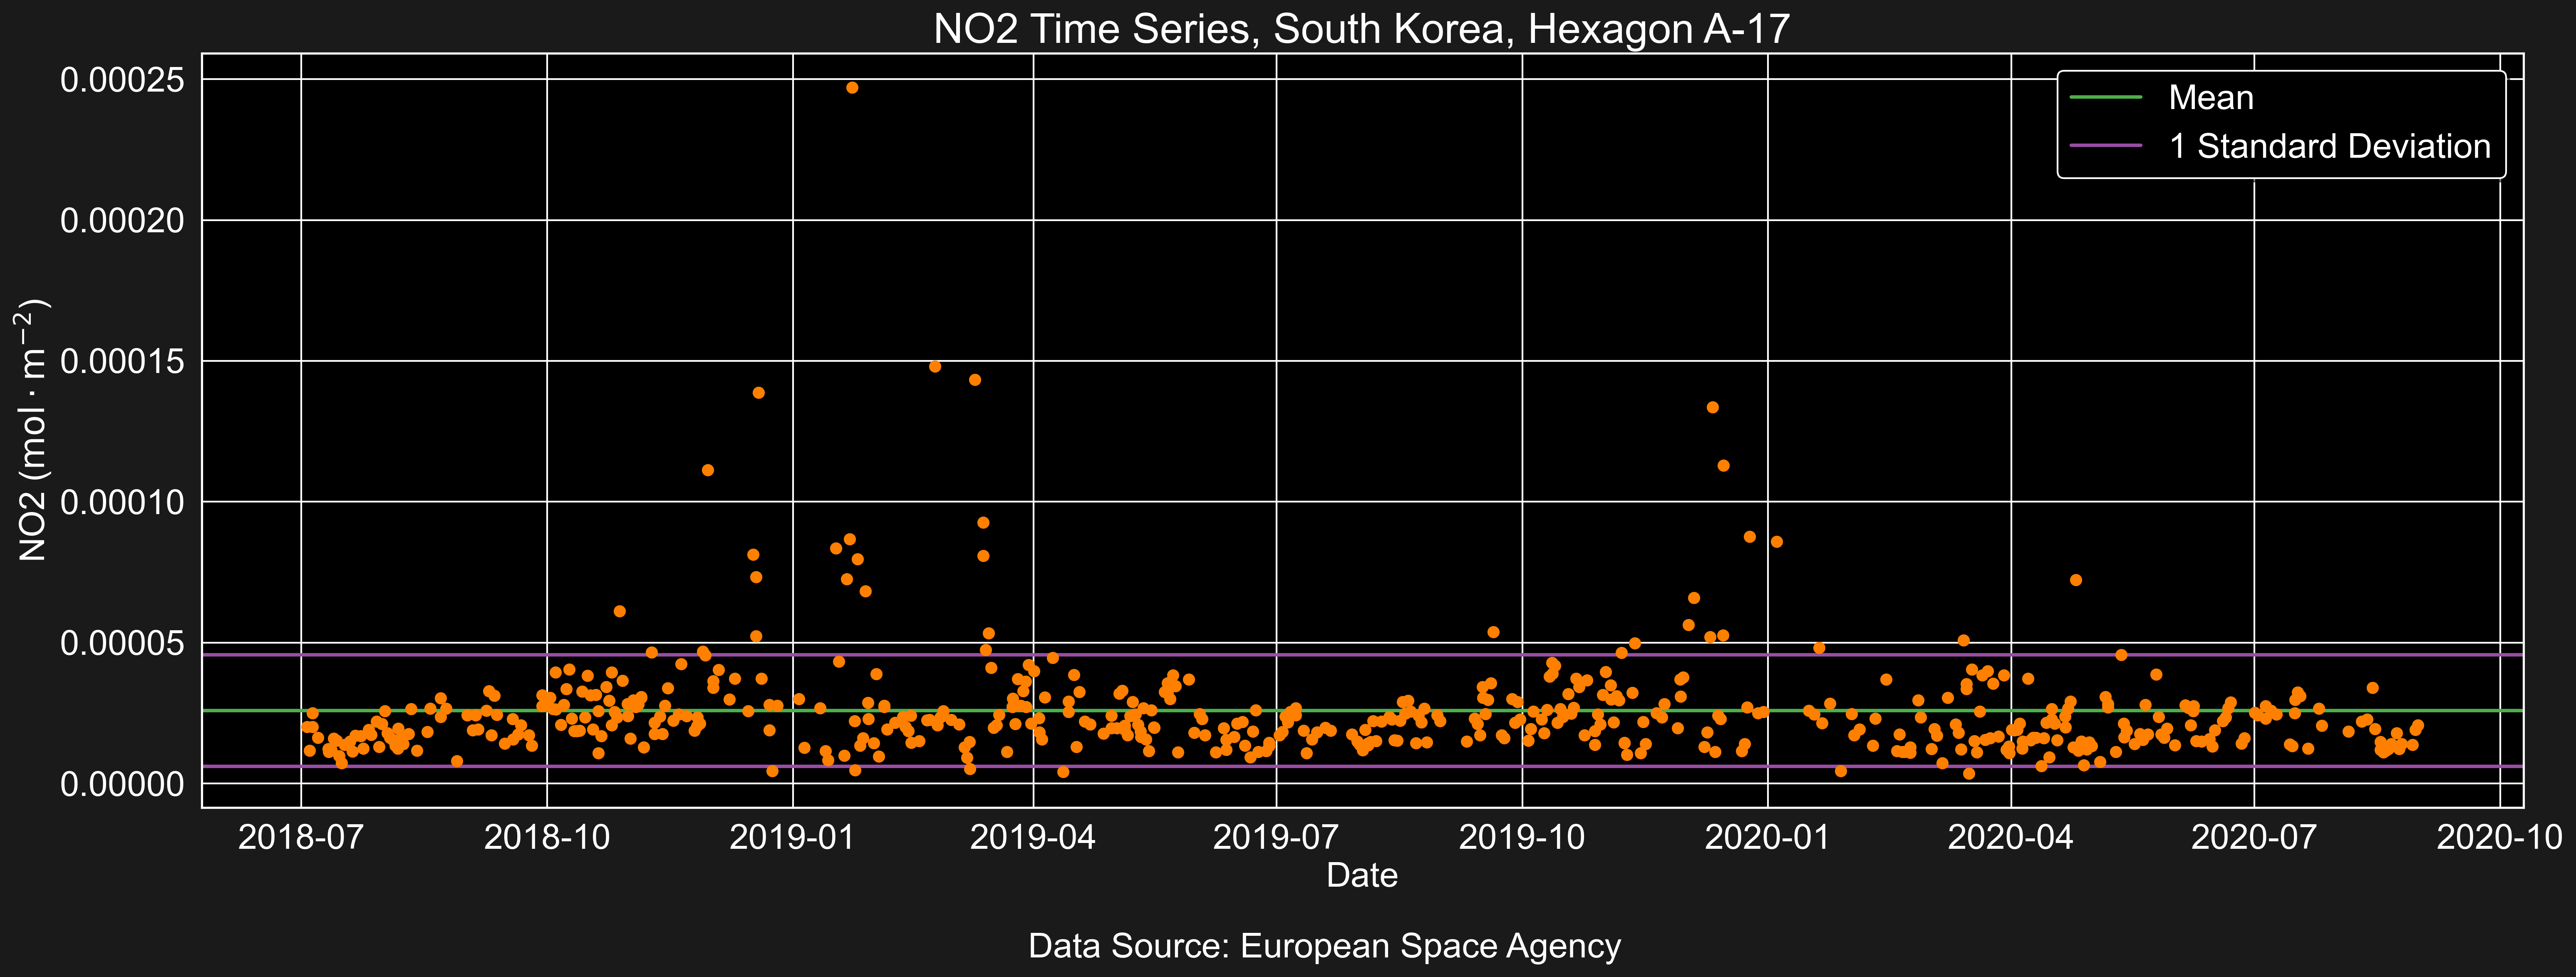 NO2 Time Series, South Korea, Hexagon A-17
0.00025
0.00020
0.00015
0.00010
0.00005
0.00000
NO2 (mol · m⁻²)
Mean
1 Standard Deviation
2018-07 2018-10 2019-01 2019-04 2019-07 2019-10 2020-01 2020-04 2020-07 2020-10
Date
Data Source: European Space Agency